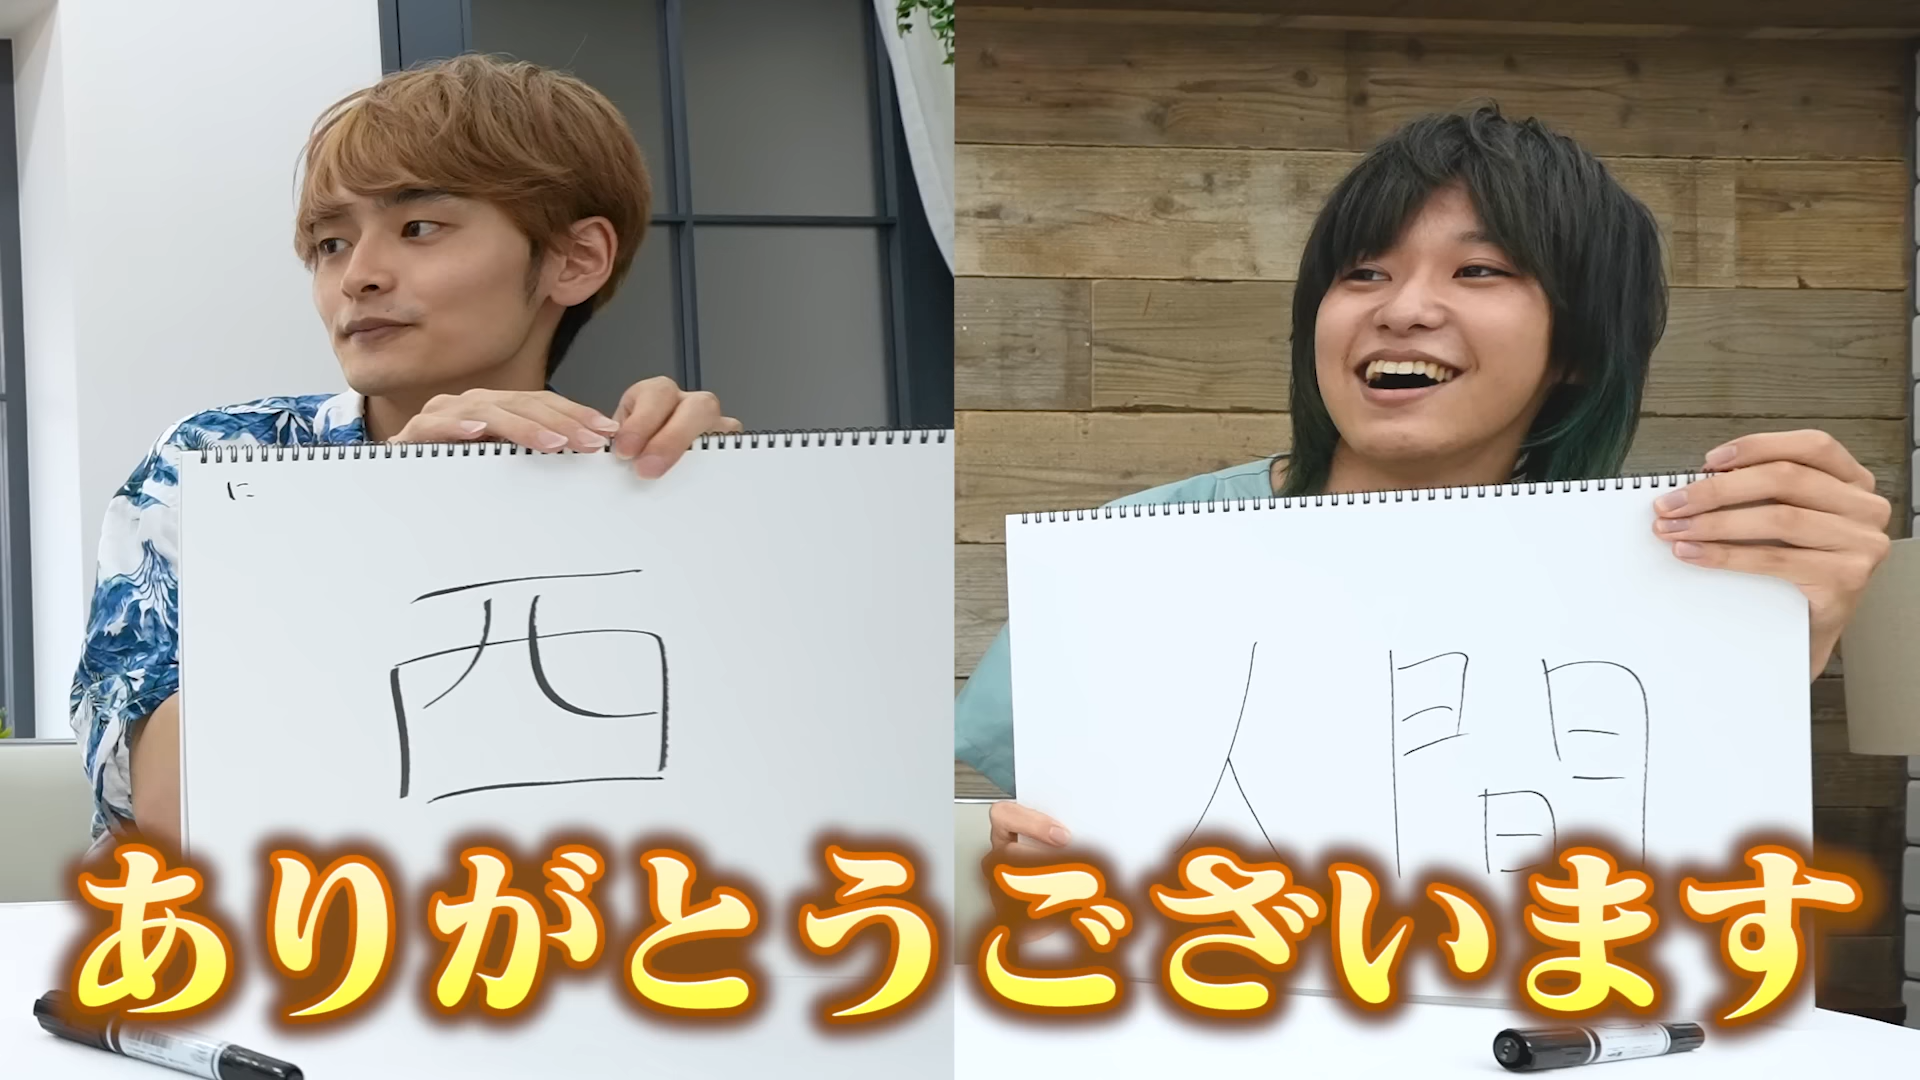 に
西
人間
ありがとうございます